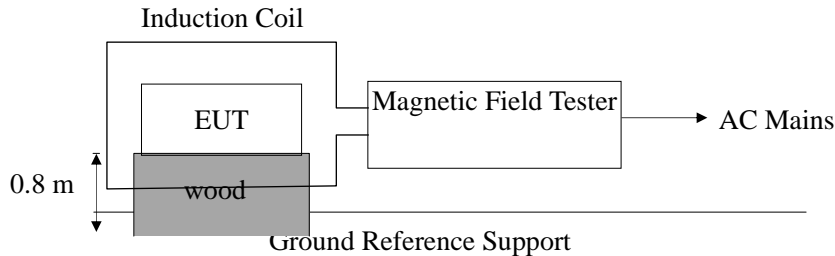 Induction Coil
Magnetic Field Tester
EUT
AC Mains
0.8 m
wood
Ground Reference Support